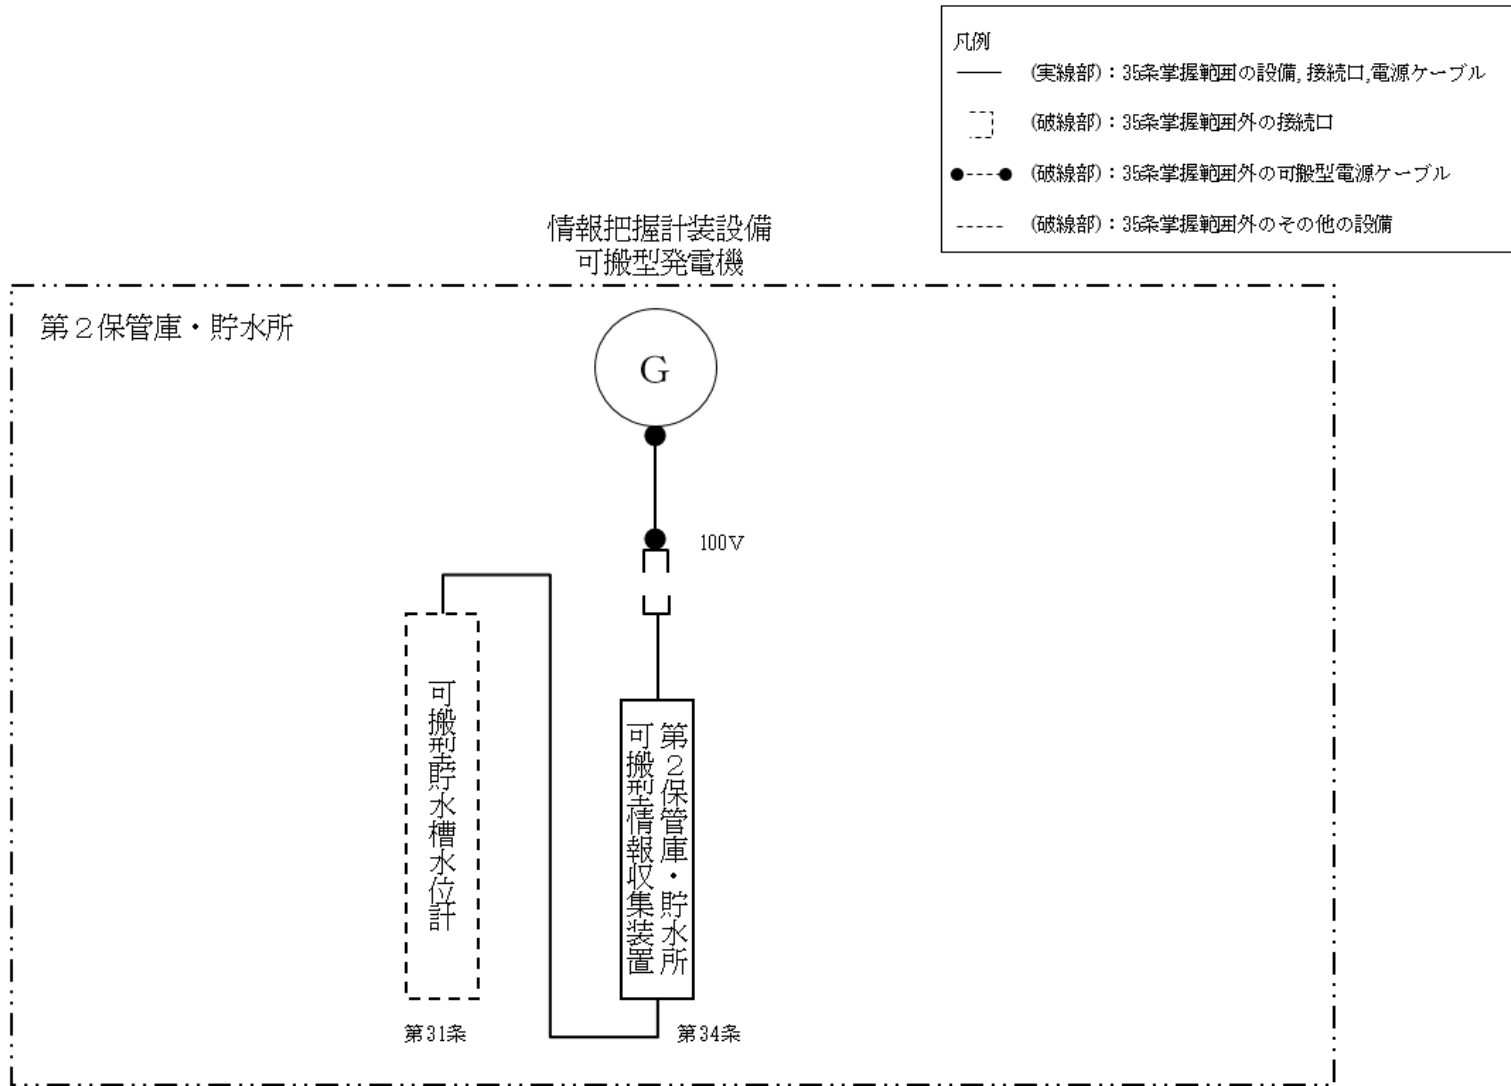 凡例
(実線部)：35条掌握範囲の設備,接続口,電源ケーブル
(破線部)：35条掌握範囲外の接続口
(破線部)：35条掌握範囲外の可般型電源ケーブル
(破線部)：35条掌握範囲外のその他の設備
情報把握計装設備
可搬型発電機
第２保管庫・貯水所
G
100V
可搬型貯水槽水位計
第２保管庫・貯水所
可搬型情報収集装置
第31条
第34条